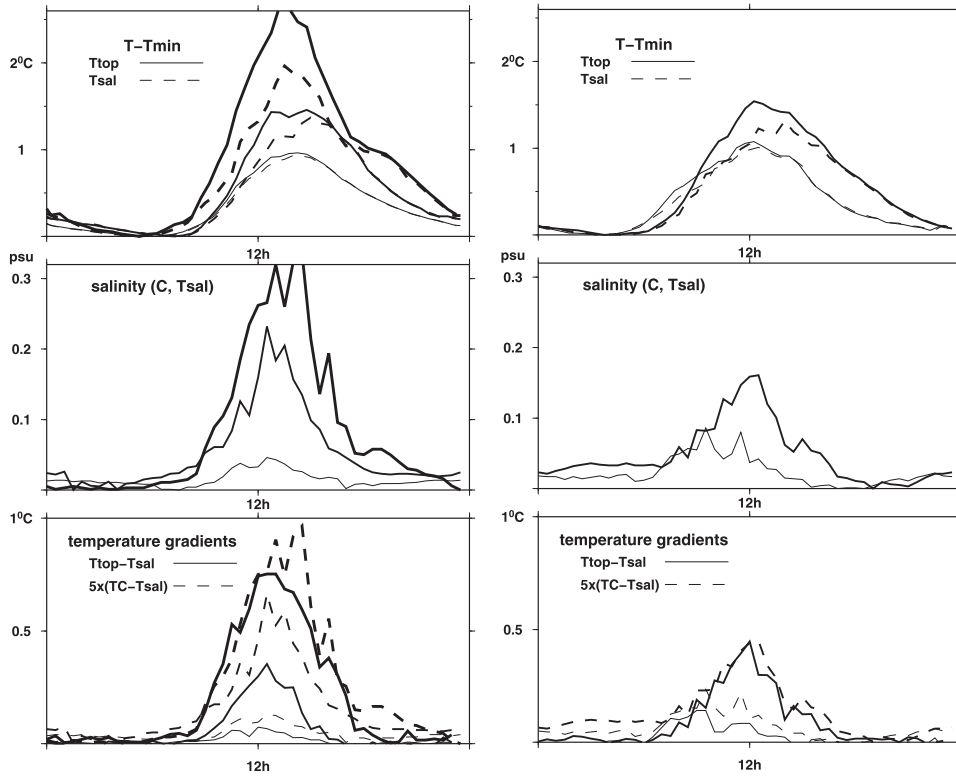 T−Tmin
2⁰C
Ttop
Tsal
1
12h
psu
0.3
salinity (C, Tsal)
0.2
0.1
12h
1⁰C
temperature gradients
Ttop−Tsal
5x(TC−Tsal)
0.5
12h
T−Tmin
2⁰C
Ttop
Tsal
1
12h
psu
0.3
salinity (C, Tsal)
0.2
0.1
12h
1⁰C
temperature gradients
Ttop−Tsal
5x(TC−Tsal)
0.5
12h